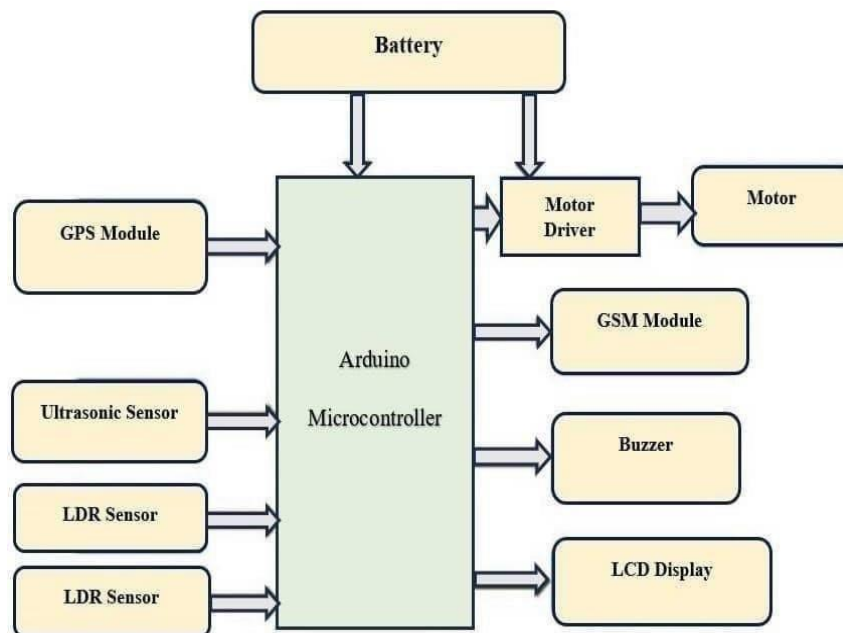 Battery
GPS Module
Motor
Driver
Motor
GSM Module
Arduino
Microcontroller
Ultrasonic Sensor
Buzzer
LDR Sensor
LCD Display
LDR Sensor